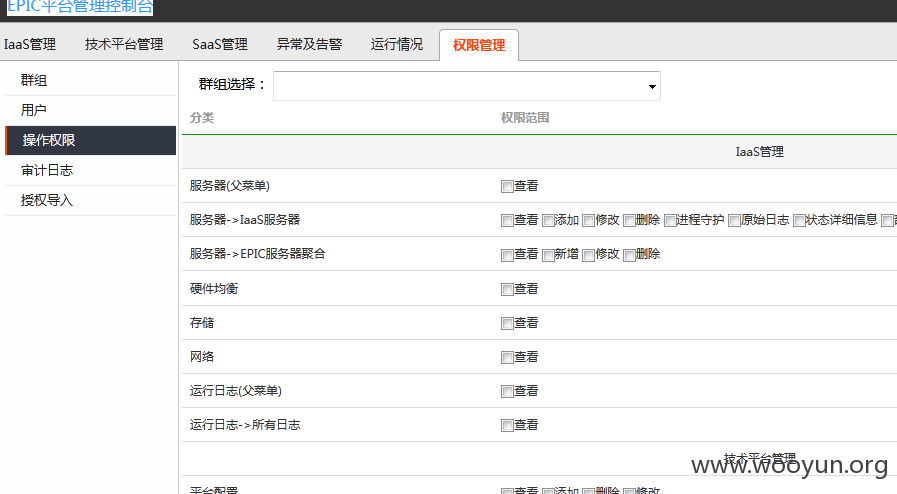 EPIC平台管理控制台
IaaS管理 技术平台管理 SaaS管理 异常及告警 运行情况 权限管理
群组
用户
操作权限
审计日志
授权导入
群组选择：
分类 权限范围
IaaS管理
服务器(父菜单) 查看
服务器->IaaS服务器 查看 添加 修改 删除 进程守护 原始日志 状态详细信息
服务器->EPIC服务器聚合 查看 新增 修改 删除
硬件均衡 查看
存储 查看
网络 查看
运行日志(父菜单) 查看
运行日志->所有日志 查看
技术平台管理
www.wooyun.org
平台配置 查看 添加 删除 修改